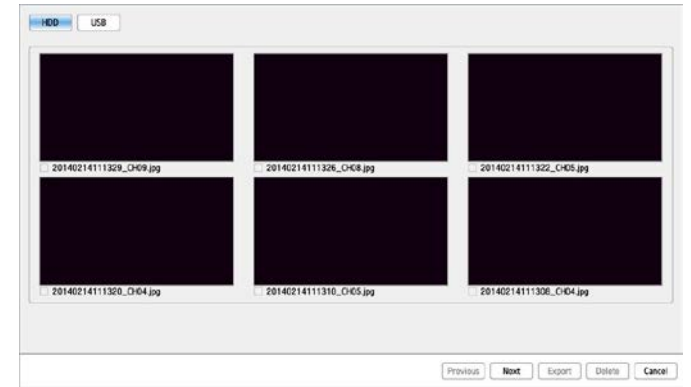 HDD USB
20140214111329_CH09.jpg 20140214111326_CH08.jpg 20140214111322_CH05.jpg
20140214111320_CH04.jpg 20140214111310_CH05.jpg 20140214111308_CH04.jpg
Previous Next Export Delete Cancel